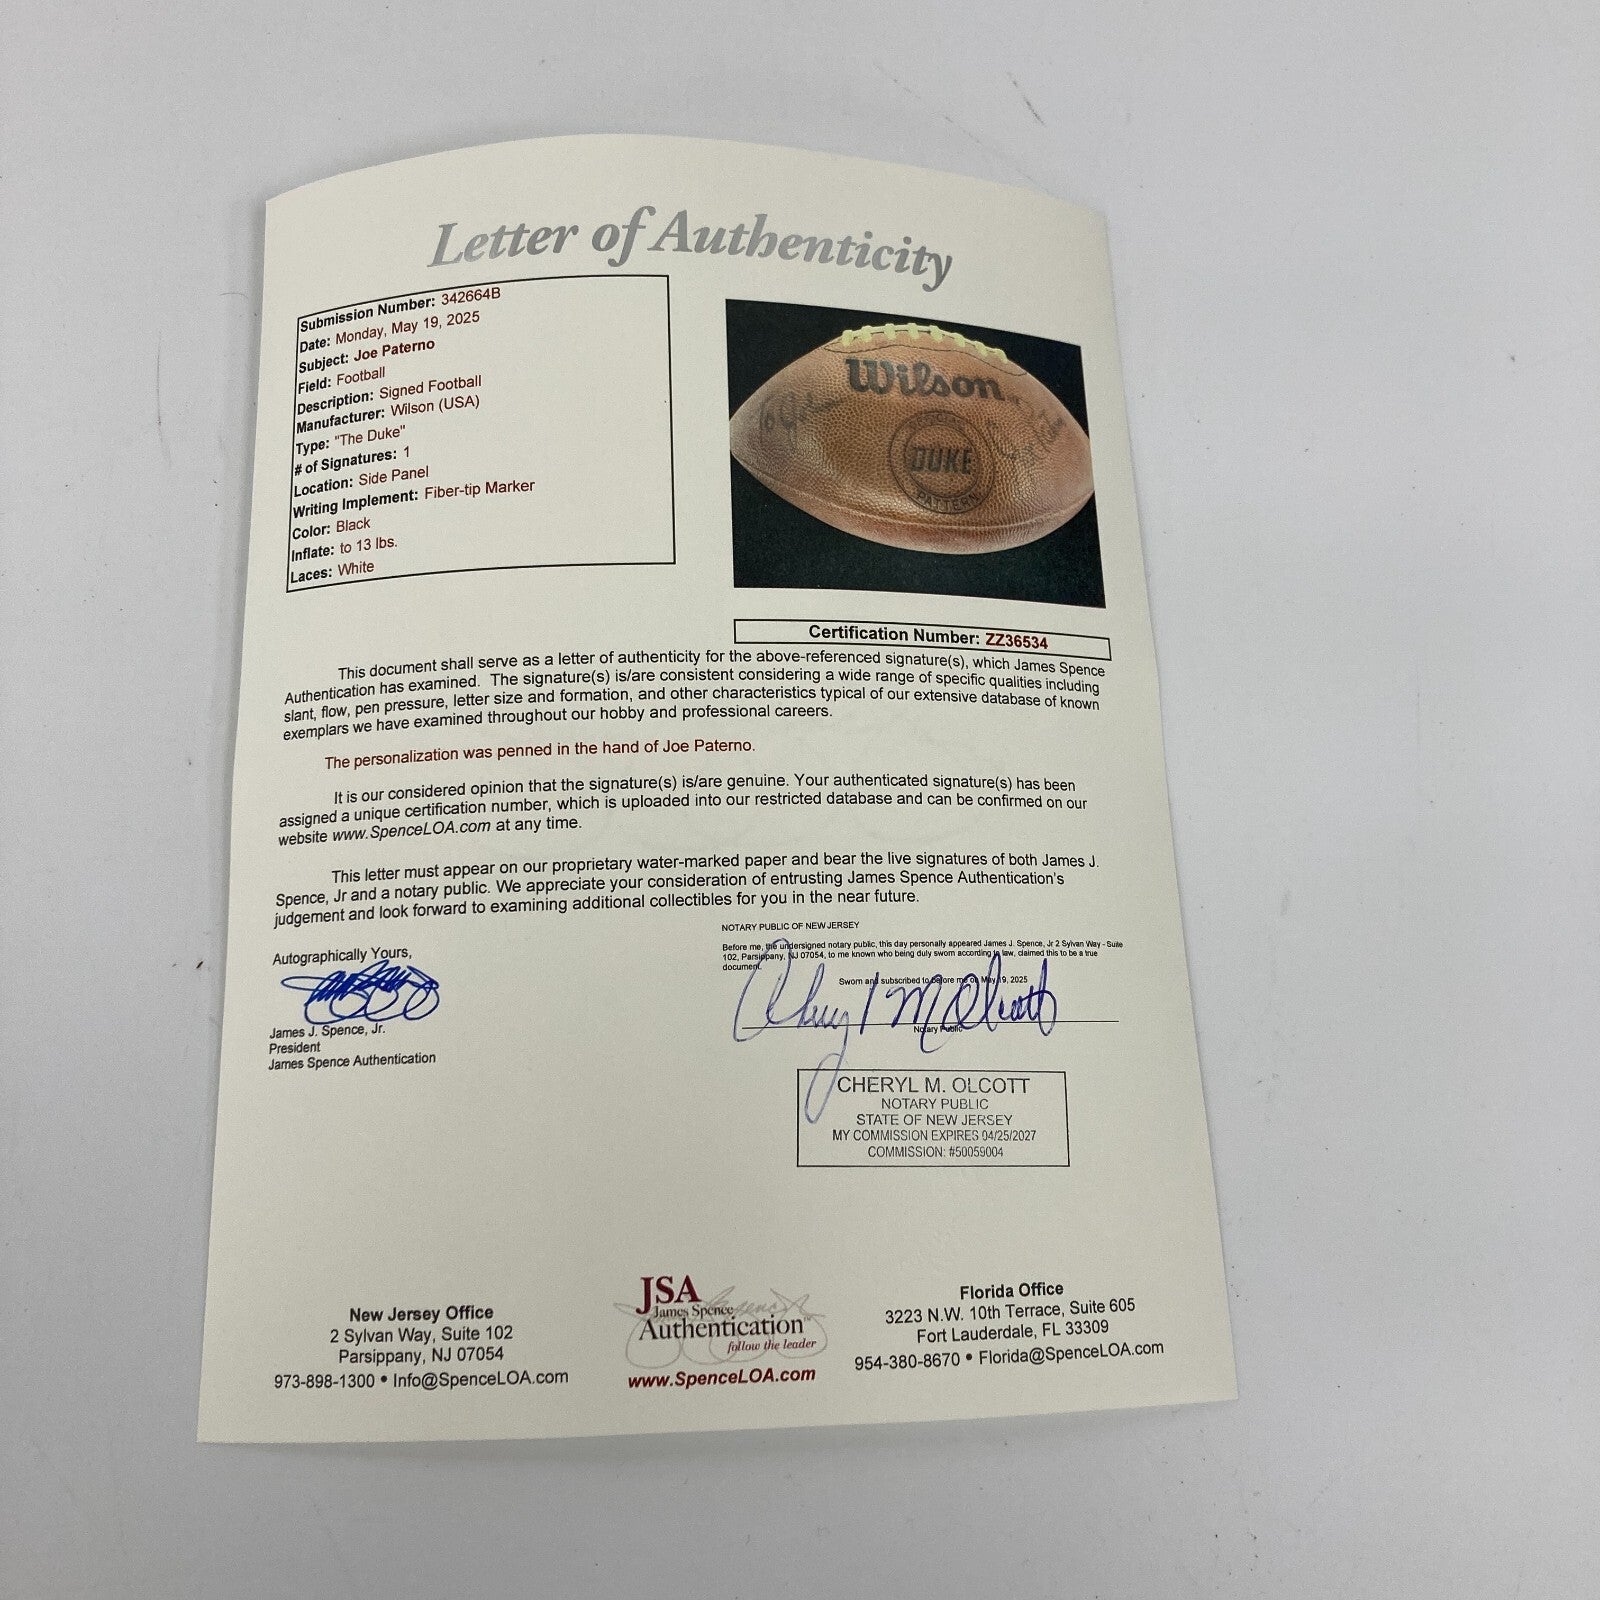 Letter of Authenticity
Submission Number: 342664B
Date: Monday, May 19, 2025
Subject: Joe Paterno
Field: Football
Description: Signed Football
Manufacturer: Wilson (USA)
Type: "The Duke"
# of Signatures: 1
Location: Side Panel
Writing Implement: Fiber-tip Marker
Color: Black
Inflate: to 13 lbs.
Laces: White
Wilson
DUKE
PATTERN
Certification Number: ZZ36534
This document shall serve as a letter of authenticity for the above-referenced signature(s), which James Spence
Authentication has examined. The signature(s) is/are consistent considering a wide range of specific qualities including
slant, flow, pen pressure, letter size and formation, and other characteristics typical of our extensive database of known
exemplars we have examined throughout our hobby and professional careers.
The personalization was penned in the hand of Joe Paterno.
It is our considered opinion that the signature(s) is/are genuine. Your authenticated signature(s) has been
assigned a unique certification number, which is uploaded into our restricted database and can be confirmed on our
website www.SpenceLOA.com at any time.
This letter must appear on our proprietary water-marked paper and bear the live signatures of both James J.
Spence, Jr and a notary public. We appreciate your consideration of entrusting James Spence Authentication's
judgement and look forward to examining additional collectibles for you in the near future.
Autographically Yours,
James J. Spence, Jr.
President
James Spence Authentication
NOTARY PUBLIC OF NEW JERSEY
Before me, the undersigned notary public, this day personally appeared James J. Spence, Jr 2 Sylvan Way - Suite
102, Parsippany, NJ 07054, to me known who being duly sworn according to law, claimed this to be a true
document.
Sworn and subscribed to before me on May 19, 2025
Cheryl M Olcott
Notary Public
CHERYL M. OLCOTT
NOTARY PUBLIC
STATE OF NEW JERSEY
MY COMMISSION EXPIRES 04/25/2027
COMMISSION: #50059004
New Jersey Office
2 Sylvan Way, Suite 102
Parsippany, NJ 07054
973-898-1300 • Info@SpenceLOA.com
JSA
James Spence
Authentication™
follow the leader
www.SpenceLOA.com
Florida Office
3223 N.W. 10th Terrace, Suite 605
Fort Lauderdale, FL 33309
954-380-8670 • Florida@SpenceLOA.com